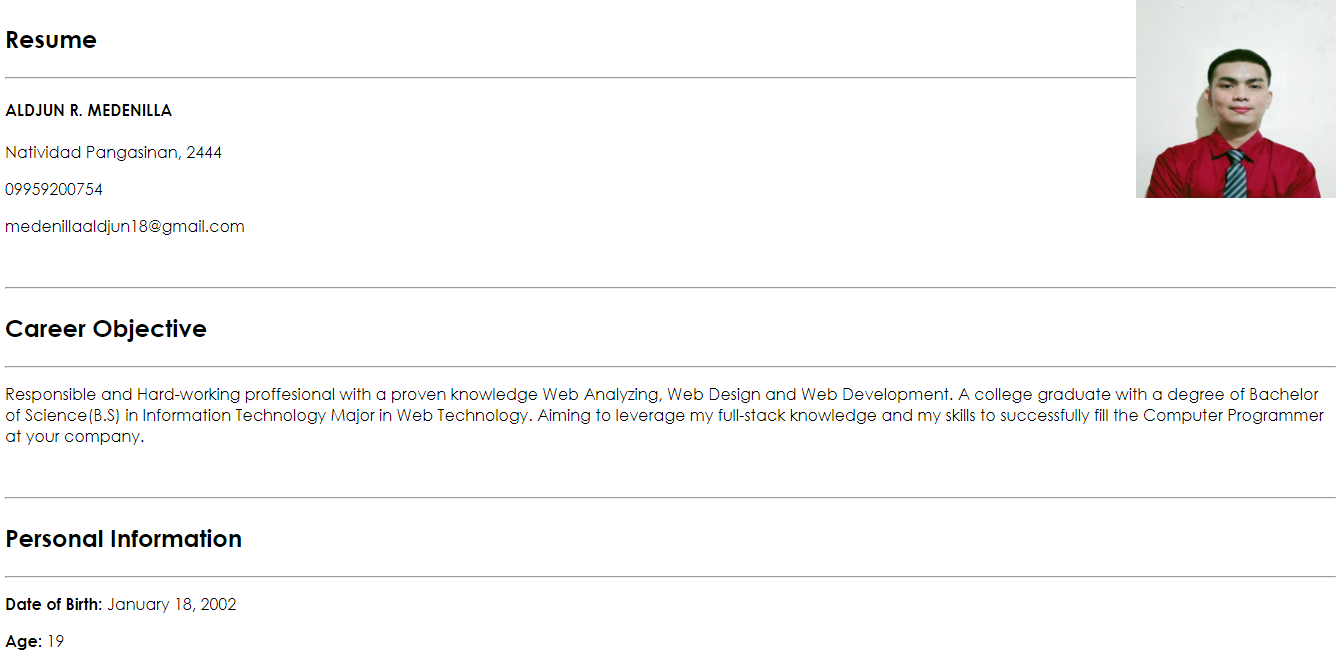 Resume
ALDJUN R. MEDENILLA
Natividad Pangasinan, 2444
09959200754
medenillaaldjun18@gmail.com
Career Objective
Responsible and Hard-working proffesional with a proven knowledge Web Analyzing, Web Design and Web Development. A college graduate with a degree of Bachelor
of Science(B.S) in Information Technology Major in Web Technology. Aiming to leverage my full-stack knowledge and my skills to successfully fill the Computer Programmer
at your company.
Personal Information
Date of Birth: January 18, 2002
Age: 19